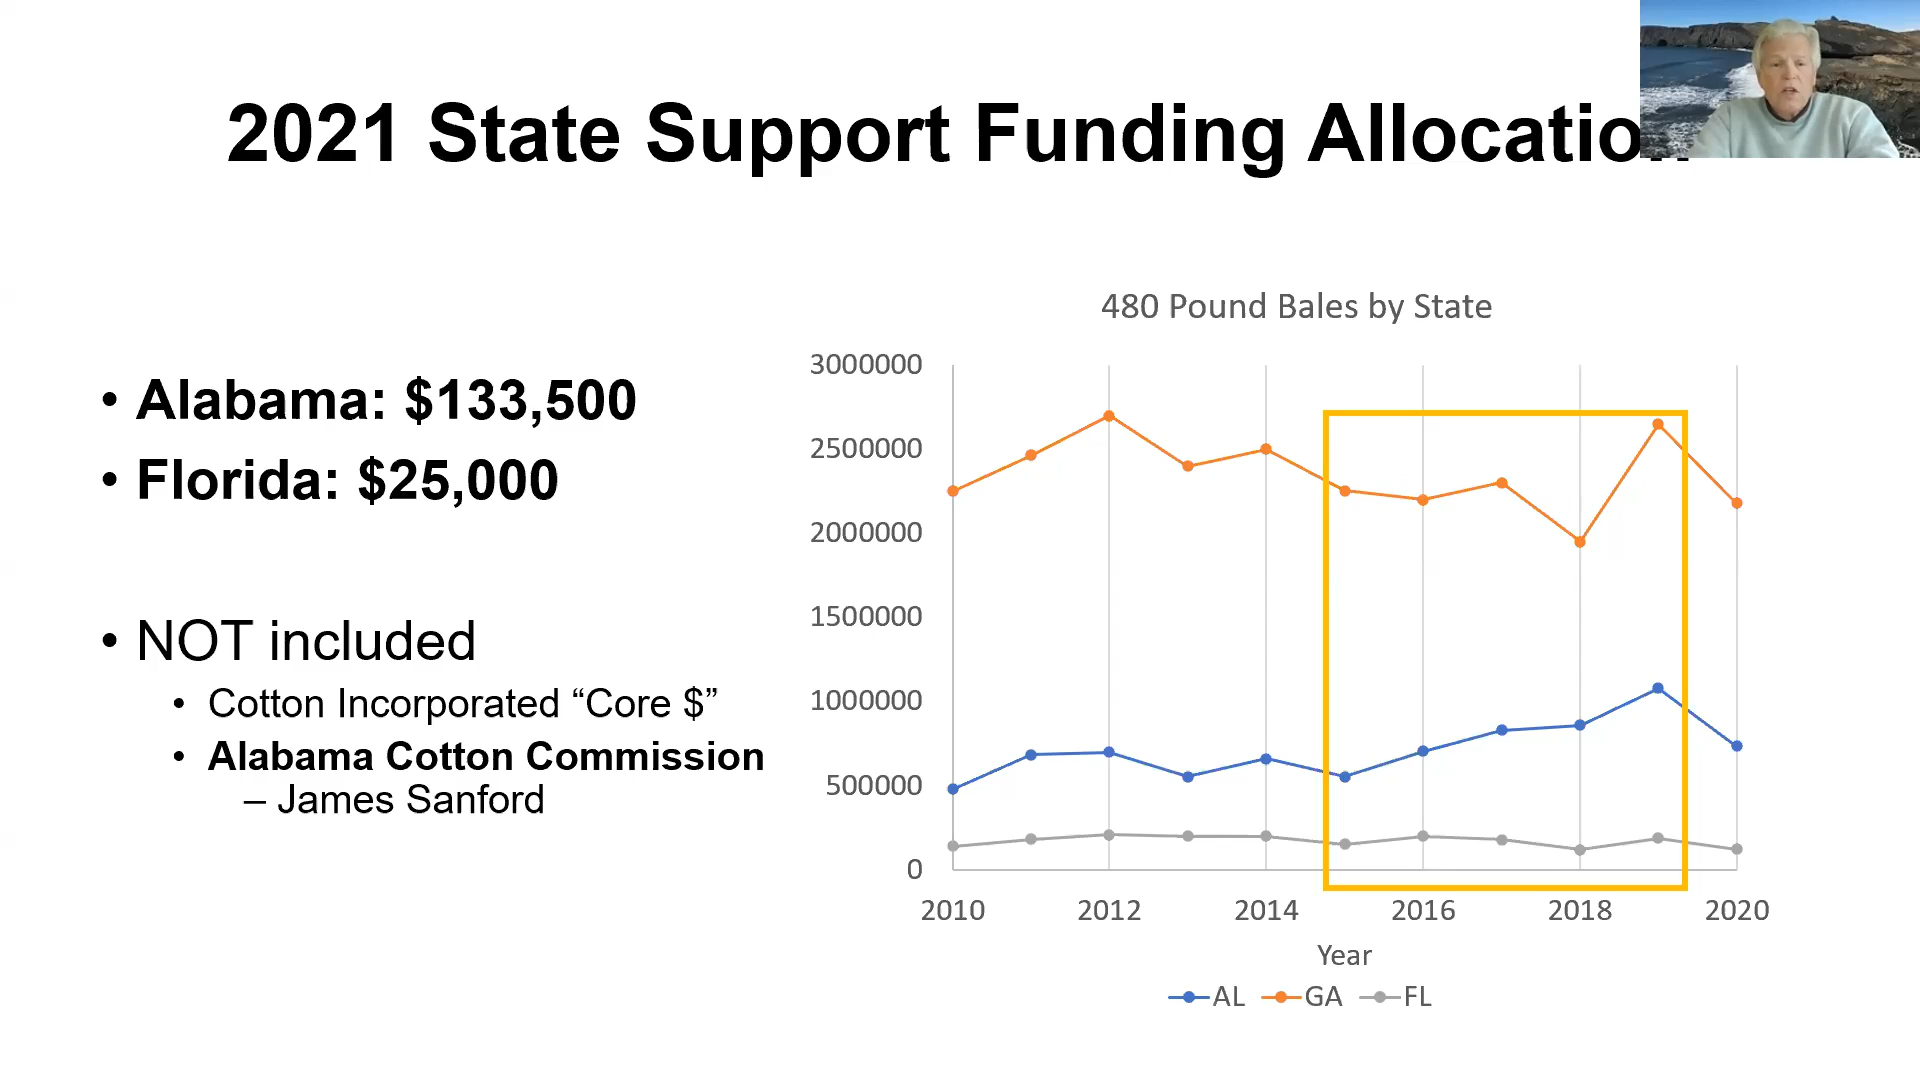 2021 State Support Funding Allocation
• Alabama: $133,500
• Florida: $25,000
• NOT included
• Cotton Incorporated “Core $”
• Alabama Cotton Commission
– James Sanford
480 Pound Bales by State
3000000
2500000
2000000
1500000
1000000
500000
0
2010 2012 2014 2016 2018 2020
Year
AL GA FL